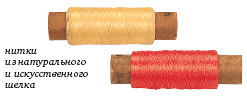 нитки
из натурального
и искусственного
шелка